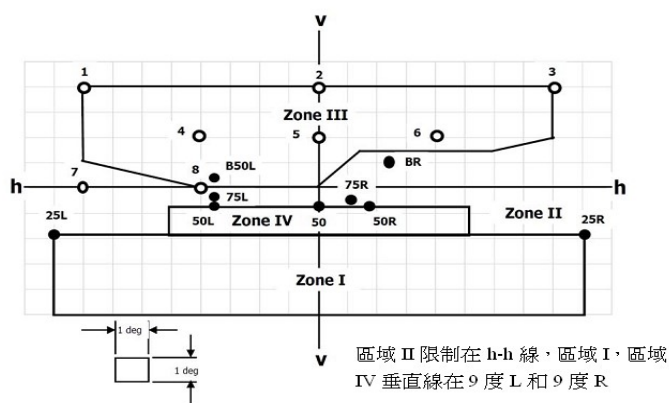 v
1 2 3
Zone III
4 5 6
B50L BR
h 7 8 h
75L 75R
25L 50L Zone IV 50 50R Zone II 25R
Zone I
1 deg
1 deg
v
區域 II 限制在 h-h 線，區域 I，區域
IV 垂直線在 9 度 L 和 9 度 R